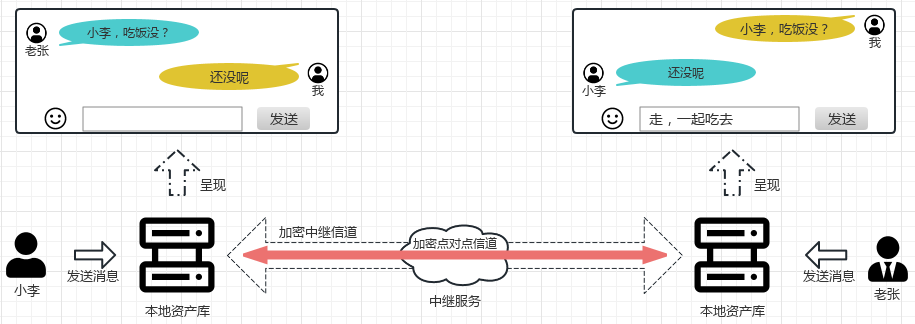 小李，吃饭没？
老张
还没呢
我
发送
呈现
小李，吃饭没？
我
还没呢
小李
走，一起吃去
发送
呈现
加密中继信道
加密点对点信道
中继服务
小李
发送消息
本地资产库
本地资产库
发送消息
老张